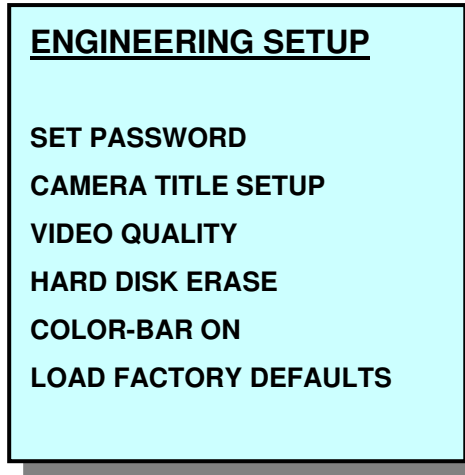 ENGINEERING SETUP
SET PASSWORD
CAMERA TITLE SETUP
VIDEO QUALITY
HARD DISK ERASE
COLOR-BAR ON
LOAD FACTORY DEFAULTS